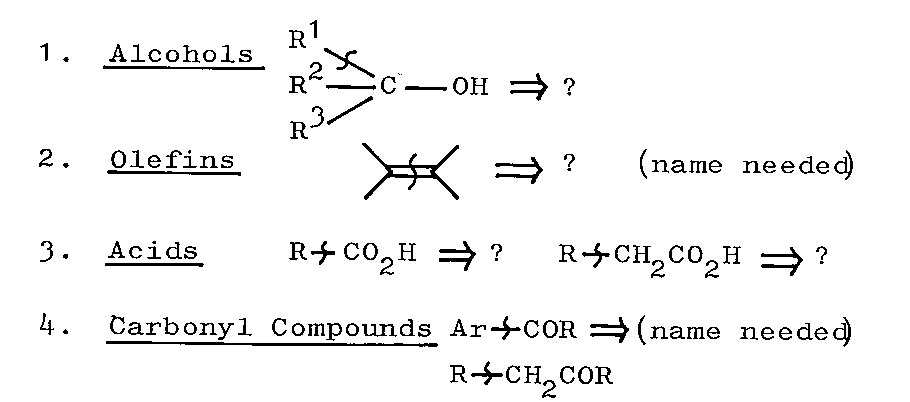 1. Alcohols R¹ R² R³ C OH ⇒ ?
2. Olefins ⇒ ? (name needed)
3. Acids R CO₂H ⇒ ? R CH₂CO₂H ⇒ ?
4. Carbonyl Compounds Ar COR ⇒ (name needed)
R CH₂COR